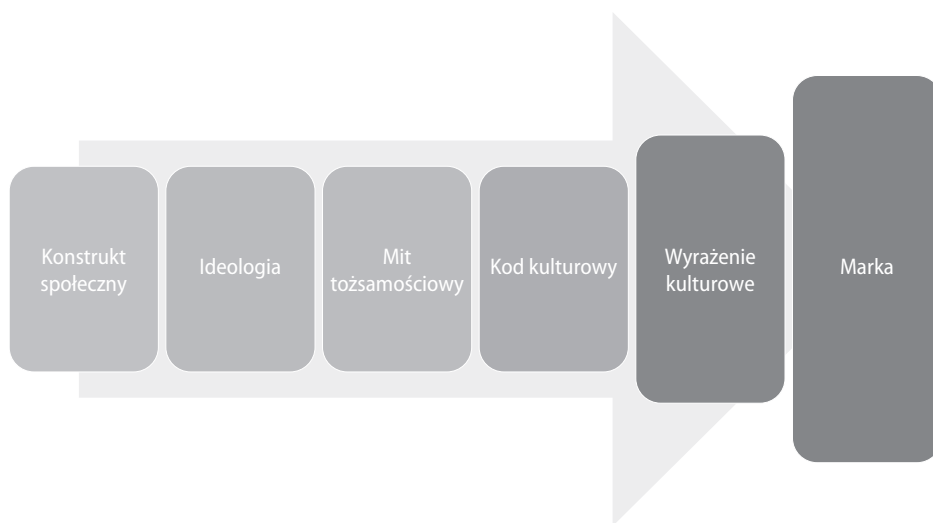 Konstrukt
społeczny
Ideologia
Mit
tożsamościowy
Kod kulturowy
Wyrażenie
kulturowe
Marka